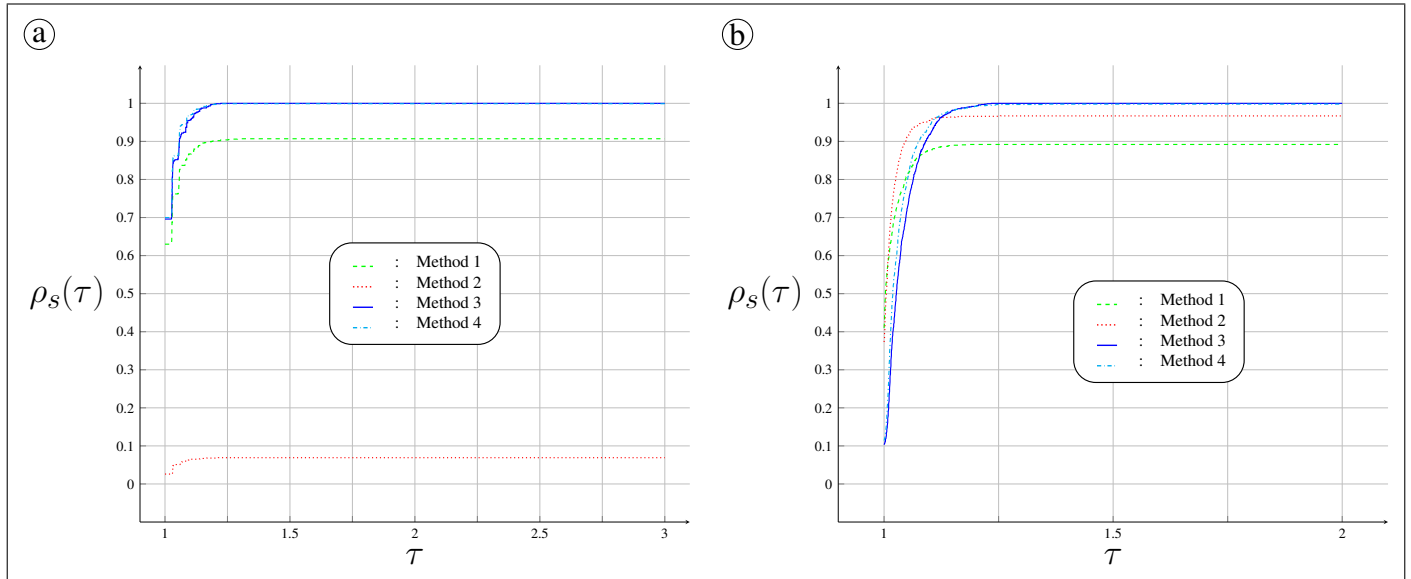 a
1
0.9
0.8
0.7
0.6
ρs(τ)
0.5
0.4
0.3
0.2
0.1
0
: Method 1
: Method 2
: Method 3
: Method 4
1 1.5 2 2.5 3
τ
b
1
0.9
0.8
0.7
0.6
ρs(τ)
0.5
0.4
0.3
0.2
0.1
0
: Method 1
: Method 2
: Method 3
: Method 4
1 1.5 2
τ